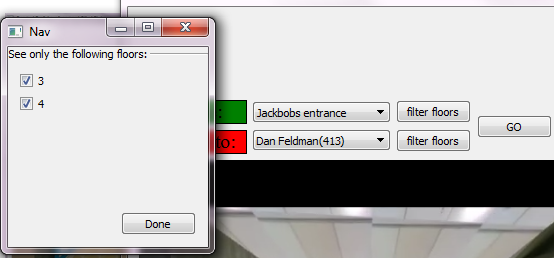 Nav
See only the following floors:
3
4
Done
: Jackbobs entrance filter floors
to: Dan Feldman(413) filter floors
GO